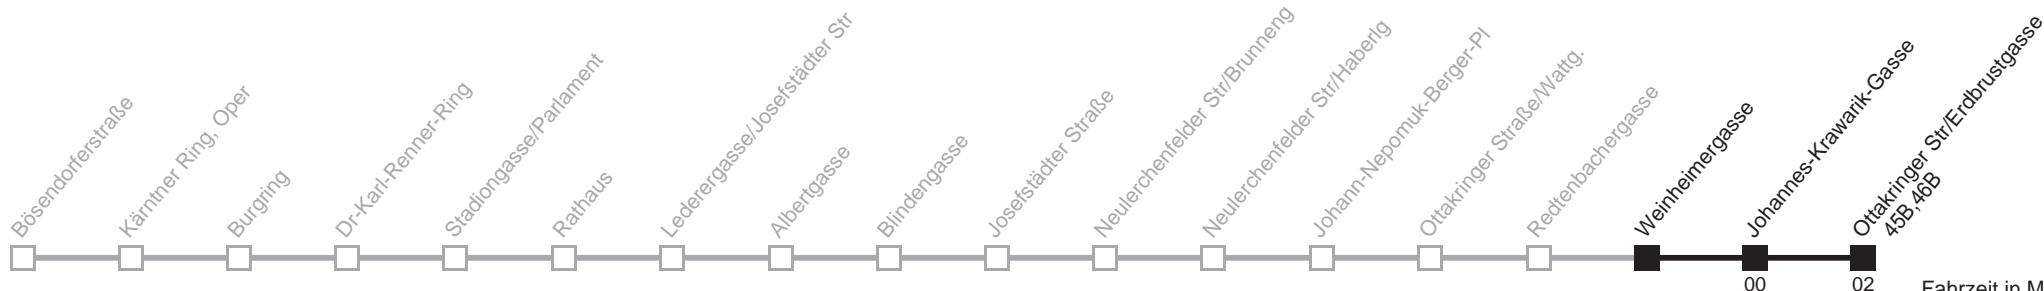 Bösendorferstraße
Kärntner Ring, Oper
Burgring
Dr-Karl-Renner-Ring
Stadiongasse/Parlament
Rathaus
Lederergasse/Josefstädter Str
Albertgasse
Blindengasse
Josefstädter Straße
Neulerchenfelder Str/Brunneng
Neulerchenfelder Str/Haberlg
Johann-Nepomuk-Berger-Pl
Ottakringer Straße/Wattg.
Redtenbachergasse
Weinheimergasse
Johannes-Krawarik-Gasse
Ottakringer Str/Erdbrustgasse
45B,46B
00
02
Fahrzeit in M